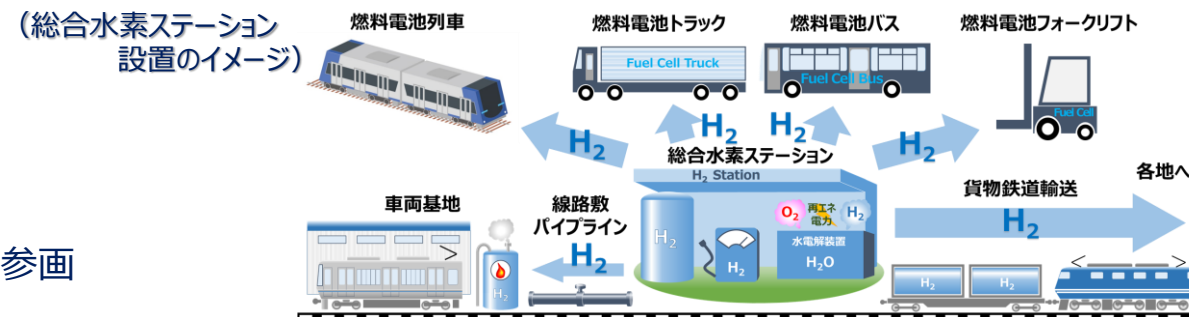 （総合水素ステーション
設置のイメージ）
燃料電池列車
燃料電池トラック
燃料電池バス
燃料電池フォークリフト
Fuel Cell Truck
Fuel Cell Bus
Fuel Cell
H2
H2
H2
H2
総合水素ステーション
H2 Station
各地へ
車両基地
線路敷
パイプライン
H2
貨物鉄道輸送
H2
O2
再エネ
電力
H2
水電解装置
H2O
H2
H2
H2
H2
H2
参画